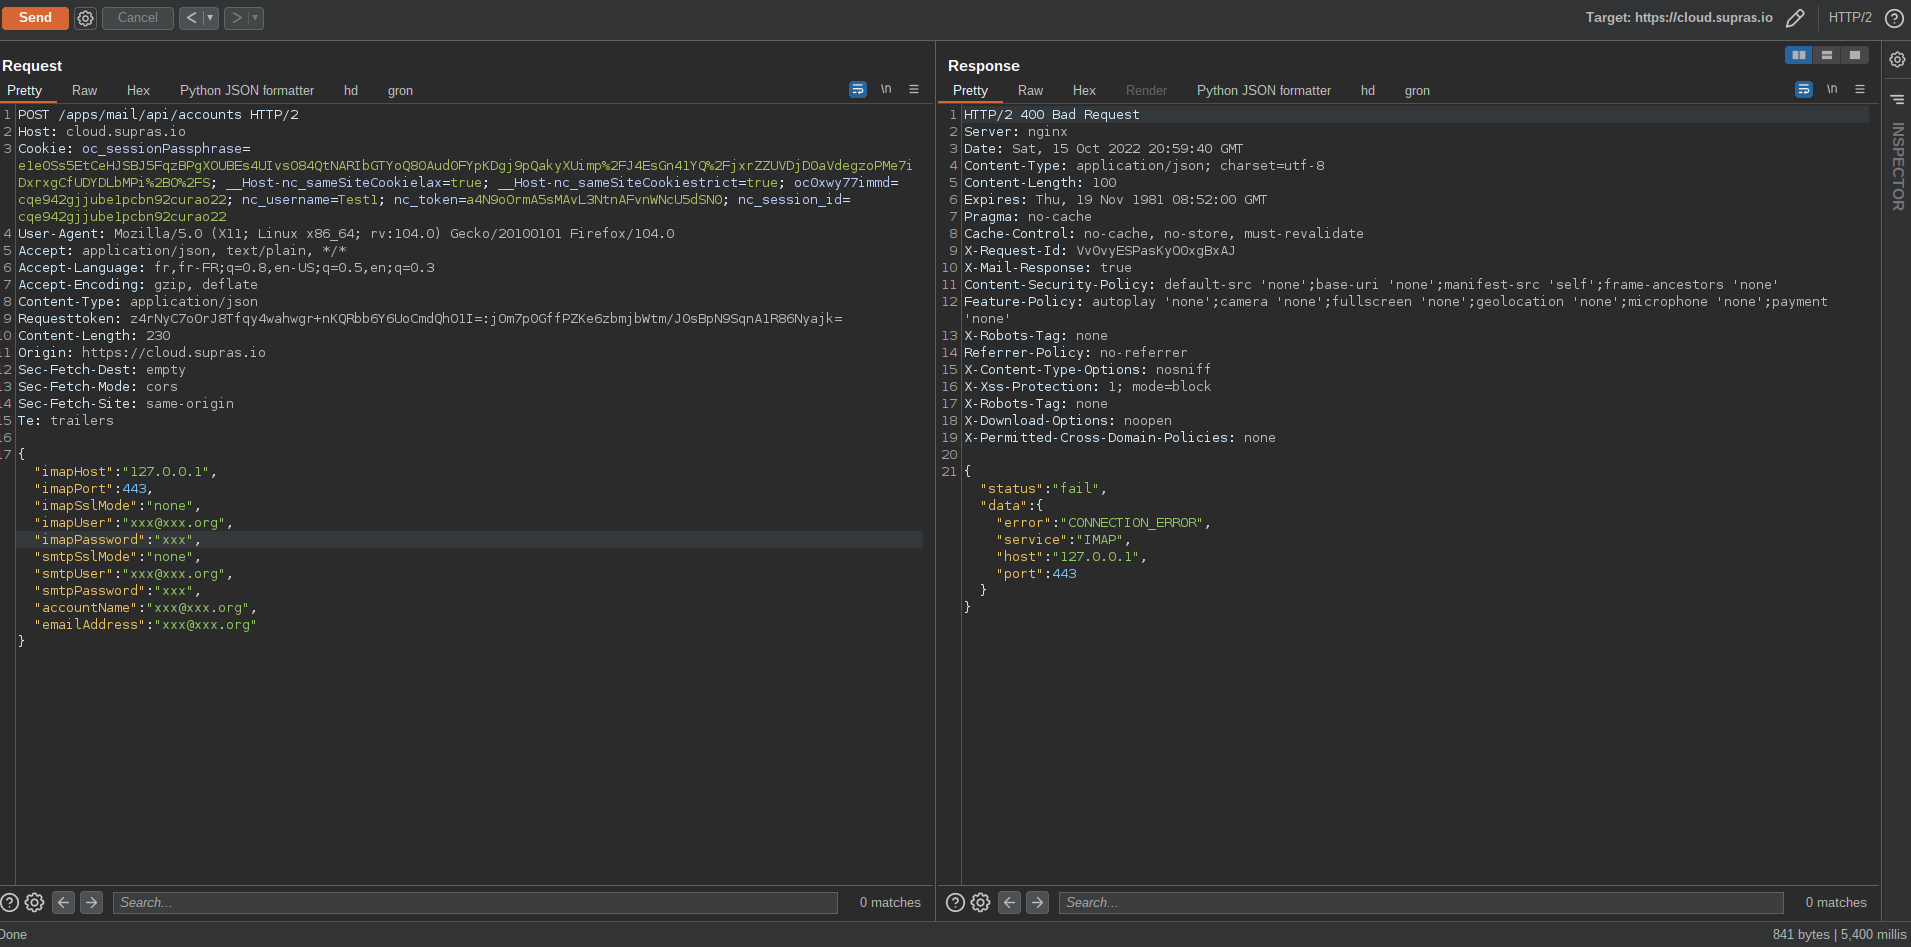 Send Cancel < > Target: https://cloud.supras.io HTTP/2
Request
Pretty Raw Hex Python JSON formatter hd gron \n
1 POST /apps/mail/api/accounts HTTP/2
2 Host: cloud.supras.io
3 Cookie: oc_sessionPassphrase=
e1e0Ss5EtCeHJSBJ5FqzBPgX0UBEs4UIvsO84QtNARIbGTYoQ80AudOFYpKDgj9pQakyXUimp%2FJ4EsGn41YQ%2FjxrZZUVDjD0aVdegzoPMe7i
DxrxgCfUDYDLbMPi%2B0%2FS; __Host-nc_sameSiteCookielax=true; __Host-nc_sameSiteCookiestrict=true; oc0xwy77immd=
cqe942gjjube1pcbn92curao22; nc_username=Test1; nc_token=a4N9oOrmA5sMAvL3NtnAFvnWNcU5dSN0; nc_session_id=
cqe942gjjube1pcbn92curao22
4 User-Agent: Mozilla/5.0 (X11; Linux x86_64; rv:104.0) Gecko/20100101 Firefox/104.0
5 Accept: application/json, text/plain, */*
6 Accept-Language: fr,fr-FR;q=0.8,en-US;q=0.5,en;q=0.3
7 Accept-Encoding: gzip, deflate
8 Content-Type: application/json
9 Requesttoken: z4rNyC7oOrJ8Tfqy4wahwgr+nKQRbb6Y6UoCmdQhO1I=:jOm7p0GffPZKe6zbmjbWtm/JOsBpN9SqnA1R86Nyajk=
10 Content-Length: 230
11 Origin: https://cloud.supras.io
12 Sec-Fetch-Dest: empty
13 Sec-Fetch-Mode: cors
14 Sec-Fetch-Site: same-origin
15 Te: trailers
16
17 {
"imapHost":"127.0.0.1",
"imapPort":443,
"imapSslMode":"none",
"imapUser":"xxx@xxx.org",
"imapPassword":"xxx",
"smtpSslMode":"none",
"smtpUser":"xxx@xxx.org",
"smtpPassword":"xxx",
"accountName":"xxx@xxx.org",
"emailAddress":"xxx@xxx.org"
}
Search... 0 matches
Response
Pretty Raw Hex Render Python JSON formatter hd gron \n
1 HTTP/2 400 Bad Request
2 Server: nginx
3 Date: Sat, 15 Oct 2022 20:59:40 GMT
4 Content-Type: application/json; charset=utf-8
5 Content-Length: 100
6 Expires: Thu, 19 Nov 1981 08:52:00 GMT
7 Pragma: no-cache
8 Cache-Control: no-cache, no-store, must-revalidate
9 X-Request-Id: VvOvyESPasKyO0xgBxAJ
10 X-Mail-Response: true
11 Content-Security-Policy: default-src 'none';base-uri 'none';manifest-src 'self';frame-ancestors 'none'
12 Feature-Policy: autoplay 'none';camera 'none';fullscreen 'none';geolocation 'none';microphone 'none';payment
'none'
13 X-Robots-Tag: none
14 Referrer-Policy: no-referrer
15 X-Content-Type-Options: nosniff
16 X-Xss-Protection: 1; mode=block
17 X-Robots-Tag: none
18 X-Download-Options: noopen
19 X-Permitted-Cross-Domain-Policies: none
20
21 {
"status":"fail",
"data":{
"error":"CONNECTION_ERROR",
"service":"IMAP",
"host":"127.0.0.1",
"port":443
}
}
Search... 0 matches
INSPECTOR
Done 841 bytes | 5,400 millis